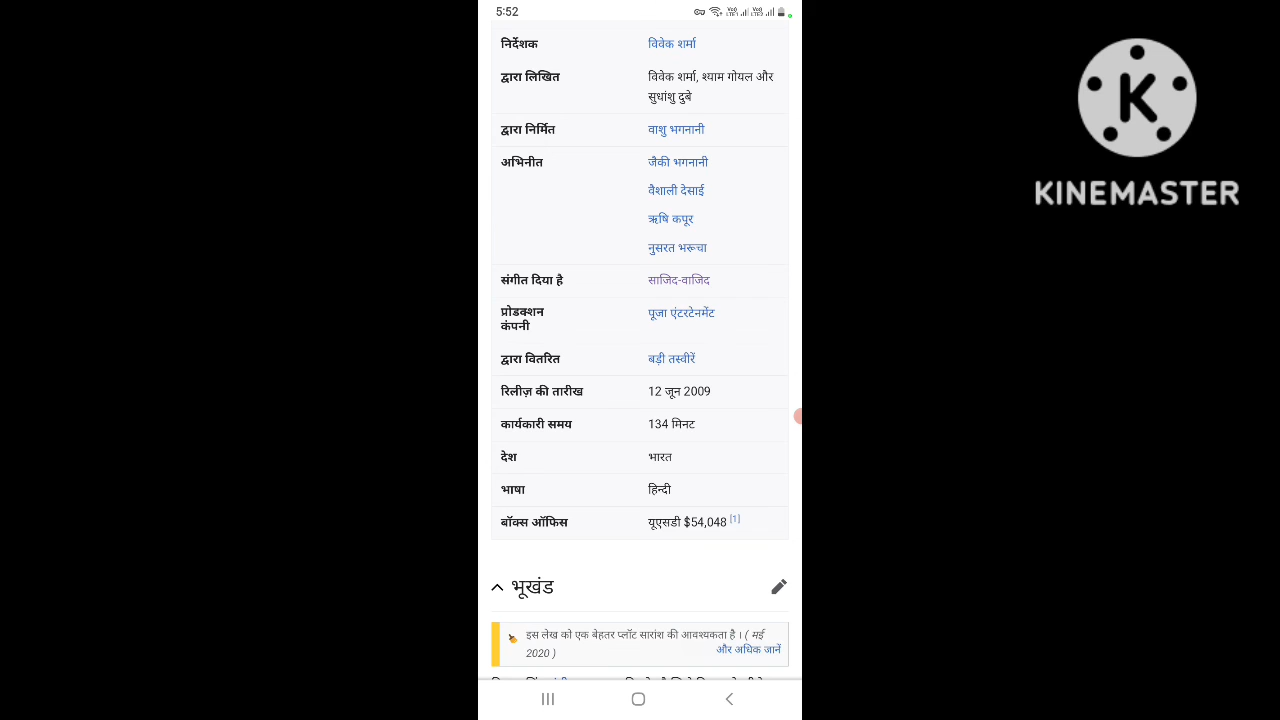 5:52
निर्देशक विवेक शर्मा
द्वारा लिखित विवेक शर्मा, श्याम गोयल और
सुधांशु दुबे
द्वारा निर्मित वाशु भगनानी
अभिनीत जैकी भगनानी
वैशाली देसाई
ऋषि कपूर
नुसरत भरूचा
संगीत दिया है साजिद-वाजिद
प्रोडक्शन पूजा एंटरटेनमेंट
कंपनी
द्वारा वितरित बड़ी तस्वीरें
रिलीज़ की तारीख 12 जून 2009
कार्यकारी समय 134 मिनट
देश भारत
भाषा हिन्दी
बॉक्स ऑफिस यूएसडी $54,048 [1]
भूखंड
इस लेख को एक बेहतर प्लॉट सारांश की आवश्यकता है । ( मई
2020 ) और अधिक जानें
K
KINEMASTER